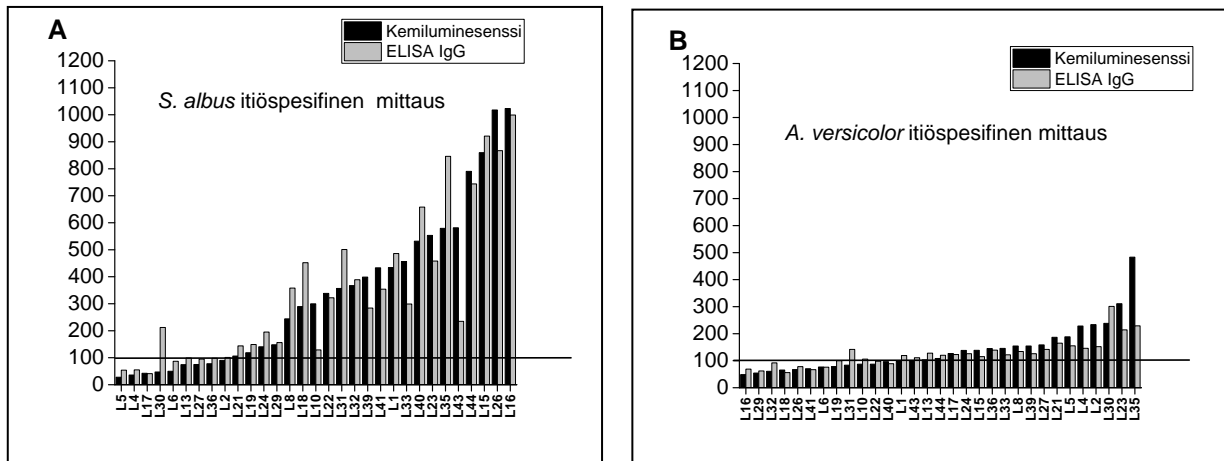 A
Kemiluminesenssi
ELISA IgG
S. albus itiöspesifinen mittaus
1200
1100
1000
900
800
700
600
500
400
300
200
100
0
L5
L4
L17
L30
L6
L13
L27
L36
L2
L21
L19
L24
L29
L8
L18
L10
L22
L31
L32
L39
L41
L1
L33
L40
L23
L35
L43
L44
L15
L26
L16
B
Kemiluminesenssi
ELISA IgG
A. versicolor itiöspesifinen mittaus
1200
1100
1000
900
800
700
600
500
400
300
200
100
0
L16
L29
L32
L18
L26
L41
L6
L19
L31
L10
L22
L40
L1
L43
L13
L44
L17
L24
L15
L36
L33
L8
L39
L27
L21
L5
L4
L2
L30
L23
L35